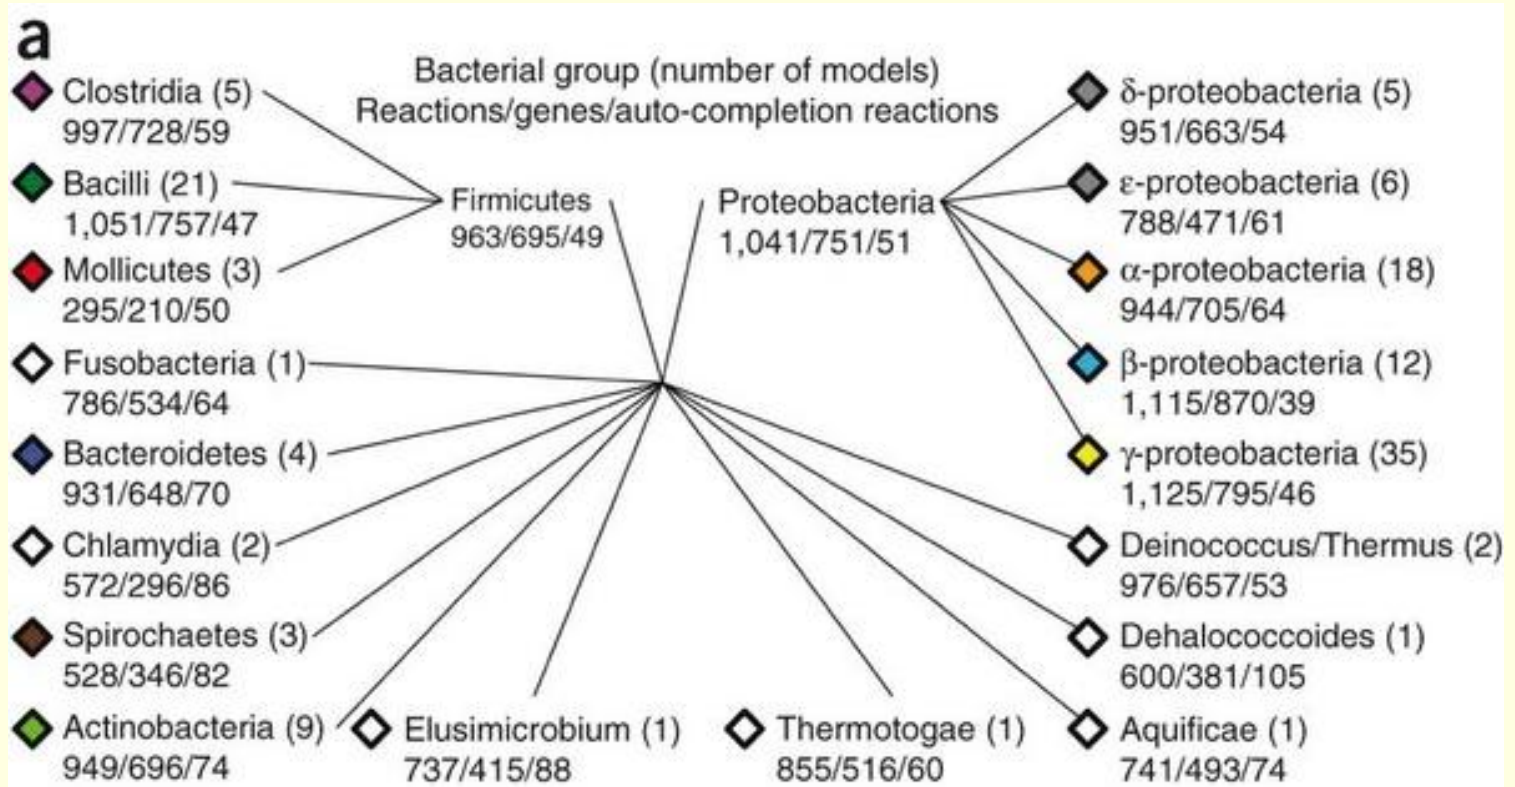 a
Bacterial group (number of models)
Reactions/genes/auto-completion reactions
Clostridia (5)
997/728/59
Bacilli (21)
1,051/757/47
Mollicutes (3)
295/210/50
Firmicutes
963/695/49
Proteobacteria
1,041/751/51
δ-proteobacteria (5)
951/663/54
ε-proteobacteria (6)
788/471/61
α-proteobacteria (18)
944/705/64
β-proteobacteria (12)
1,115/870/39
γ-proteobacteria (35)
1,125/795/46
Fusobacteria (1)
786/534/64
Bacteroidetes (4)
931/648/70
Chlamydia (2)
572/296/86
Spirochaetes (3)
528/346/82
Actinobacteria (9)
949/696/74
Elusimicrobium (1)
737/415/88
Thermotogae (1)
855/516/60
Deinococcus/Thermus (2)
976/657/53
Dehalococcoides (1)
600/381/105
Aquificae (1)
741/493/74